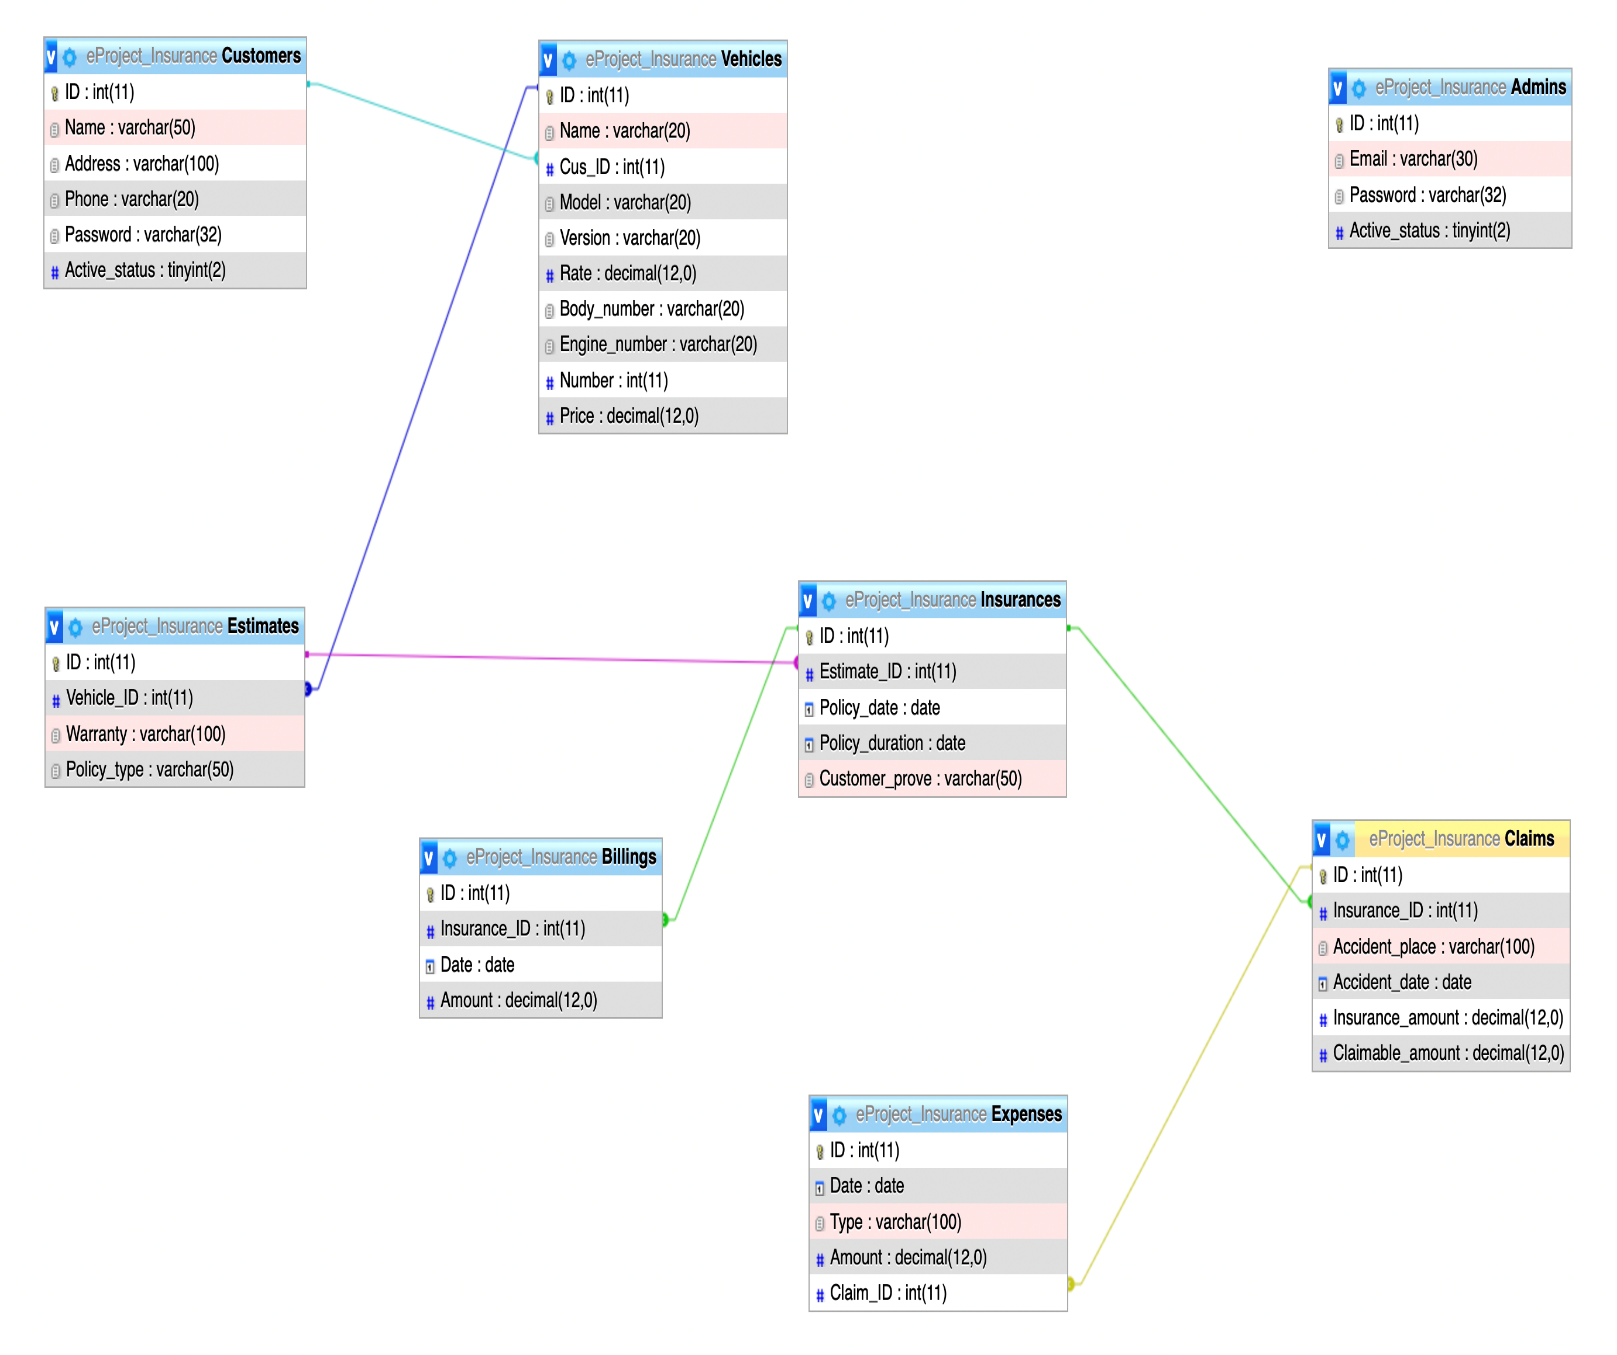 v eProject_Insurance Customers
ID : int(11)
Name : varchar(50)
Address : varchar(100)
Phone : varchar(20)
Password : varchar(32)
Active_status : tinyint(2)
v eProject_Insurance Vehicles
ID : int(11)
Name : varchar(20)
Cus_ID : int(11)
Model : varchar(20)
Version : varchar(20)
Rate : decimal(12,0)
Body_number : varchar(20)
Engine_number : varchar(20)
Number : int(11)
Price : decimal(12,0)
v eProject_Insurance Admins
ID : int(11)
Email : varchar(30)
Password : varchar(32)
Active_status : tinyint(2)
v eProject_Insurance Estimates
ID : int(11)
Vehicle_ID : int(11)
Warranty : varchar(100)
Policy_type : varchar(50)
v eProject_Insurance Insurances
ID : int(11)
Estimate_ID : int(11)
Policy_date : date
Policy_duration : date
Customer_prove : varchar(50)
v eProject_Insurance Billings
ID : int(11)
Insurance_ID : int(11)
Date : date
Amount : decimal(12,0)
v eProject_Insurance Claims
ID : int(11)
Insurance_ID : int(11)
Accident_place : varchar(100)
Accident_date : date
Insurance_amount : decimal(12,0)
Claimable_amount : decimal(12,0)
v eProject_Insurance Expenses
ID : int(11)
Date : date
Type : varchar(100)
Amount : decimal(12,0)
Claim_ID : int(11)